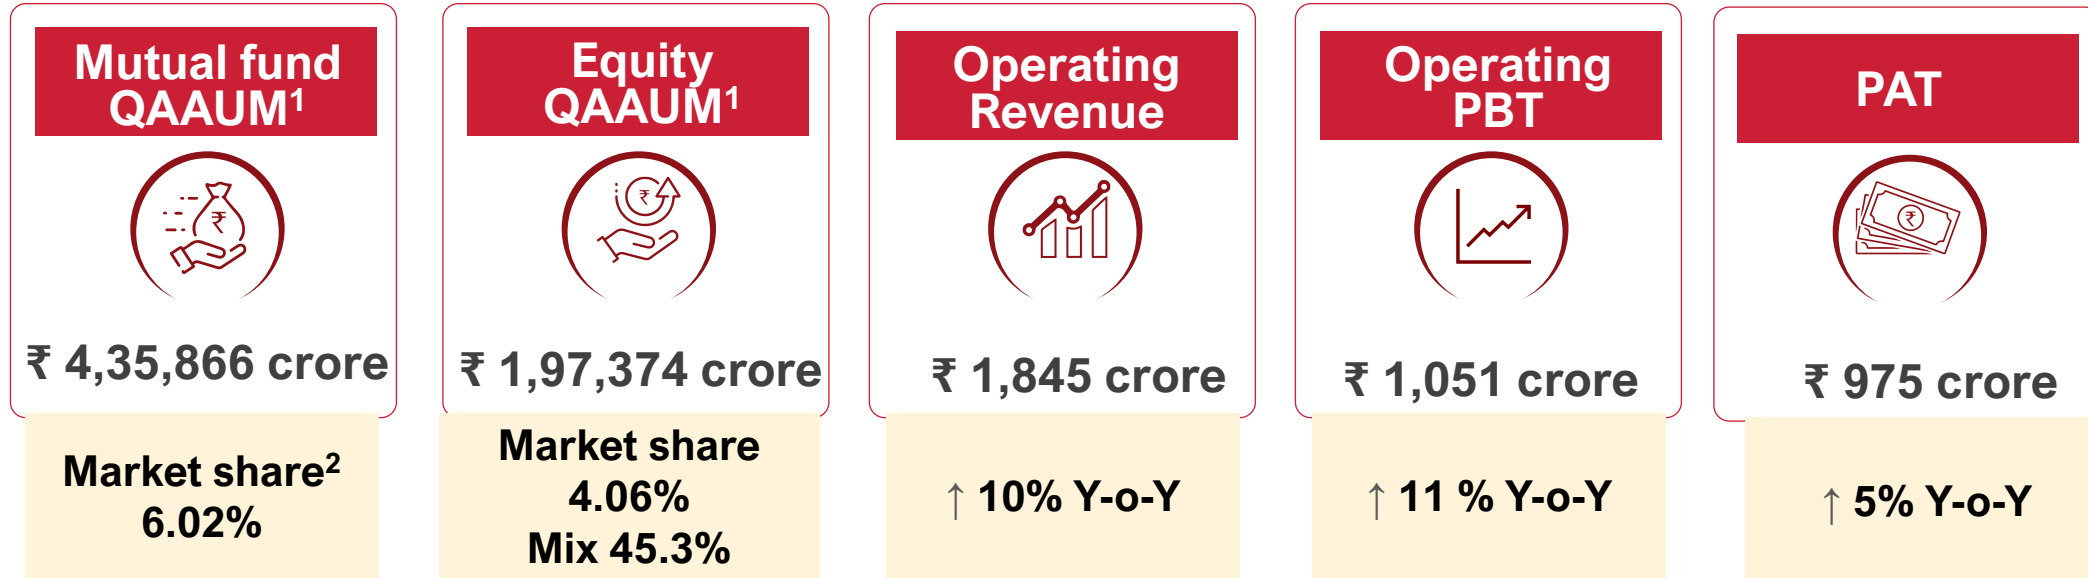 Mutual fund
QAAUM¹
₹ 4,35,866 crore
Market share²
6.02%
Equity
QAAUM¹
₹ 1,97,374 crore
Market share
4.06%
Mix 45.3%
Operating
Revenue
₹ 1,845 crore
↑ 10% Y-o-Y
Operating
PBT
₹ 1,051 crore
↑ 11 % Y-o-Y
PAT
₹ 975 crore
↑ 5% Y-o-Y